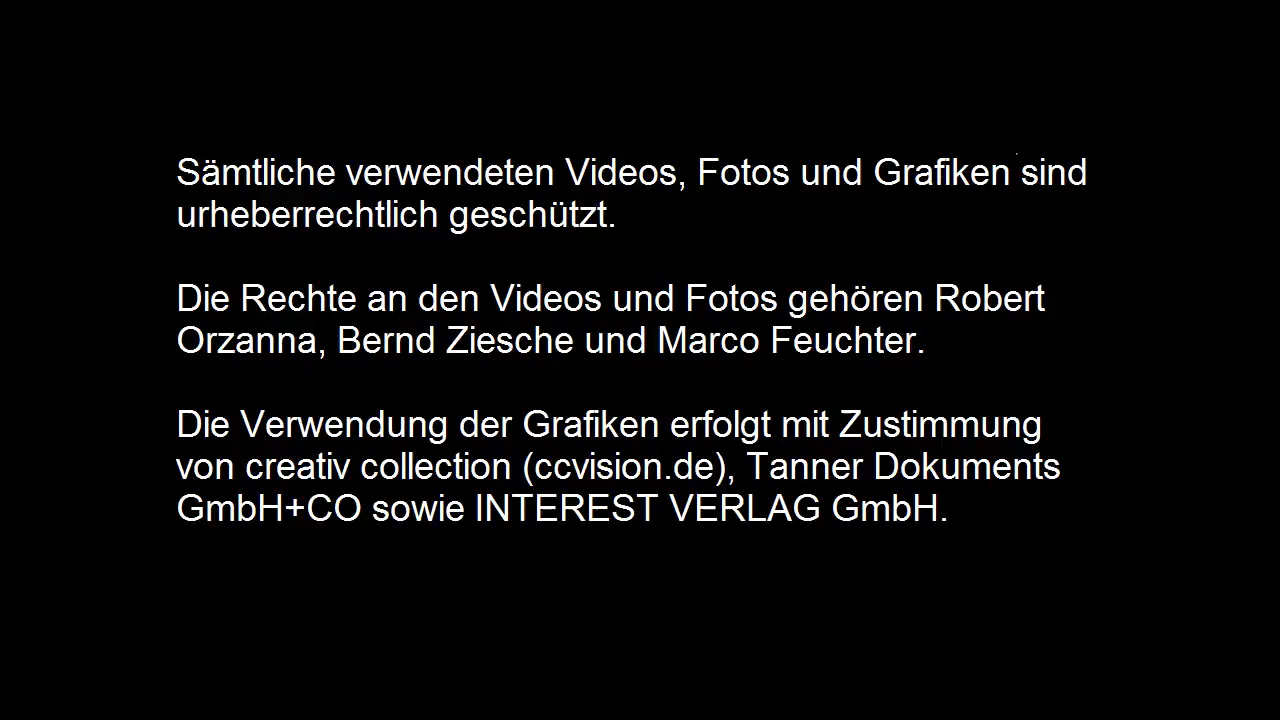 Sämtliche verwendeten Videos, Fotos und Grafiken sind
urheberrechtlich geschützt.
Die Rechte an den Videos und Fotos gehören Robert
Orzanna, Bernd Ziesche und Marco Feuchter.
Die Verwendung der Grafiken erfolgt mit Zustimmung
von creativ collection (ccvision.de), Tanner Dokuments
GmbH+CO sowie INTEREST VERLAG GmbH.